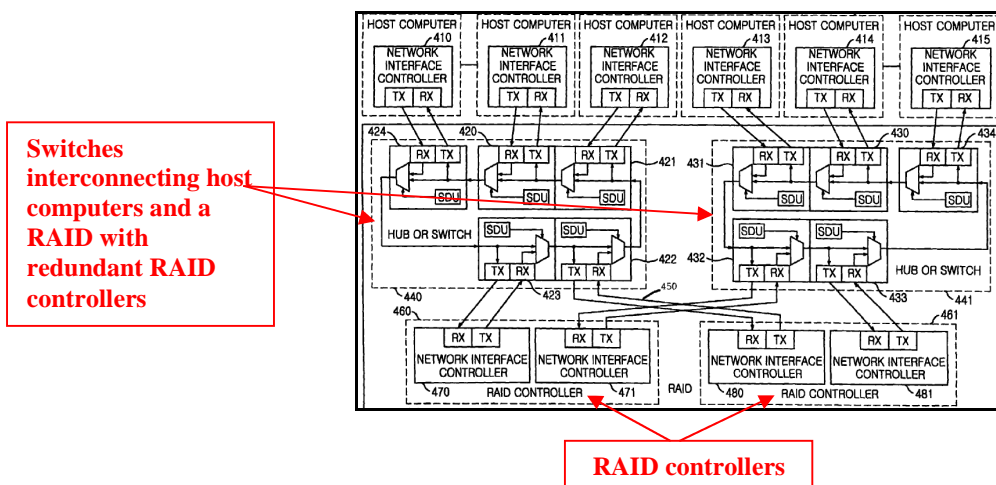 HOST COMPUTER HOST COMPUTER HOST COMPUTER HOST COMPUTER HOST COMPUTER HOST COMPUTER
410 411 412 413 414 415
NETWORK INTERFACE CONTROLLER
TX RX
NETWORK INTERFACE CONTROLLER
TX RX
NETWORK INTERFACE CONTROLLER
TX RX
NETWORK INTERFACE CONTROLLER
TX RX
NETWORK INTERFACE CONTROLLER
TX RX
NETWORK INTERFACE CONTROLLER
TX RX
Switches
interconnecting host
computers and a
RAID with
redundant RAID
controllers
424 420 430 434
RX TX RX TX RX TX RX TX RX TX RX TX
421 431
SDU SDU SDU SDU SDU SDU
HUB OR SWITCH
SDU SDU SDU SDU
HUB OR SWITCH
422 432
TX RX TX RX TX RX TX RX
440 423 450 433 441
460 461
RX TX RX TX RX TX RX TX
NETWORK INTERFACE CONTROLLER
NETWORK INTERFACE CONTROLLER
NETWORK INTERFACE CONTROLLER
NETWORK INTERFACE CONTROLLER
470 471 480 481
RAID CONTROLLER RAID RAID CONTROLLER
RAID controllers